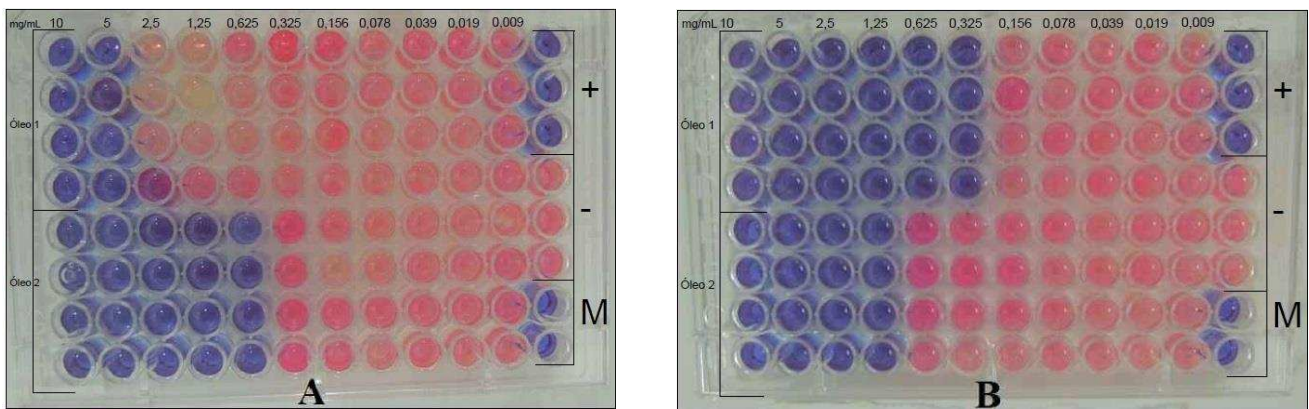 mg/mL 10 5 2,5 1,25 0,625 0.325 0,156 0,078 0,039 0,019 0,009
Óleo 1
Óleo 2
+
-
M
A
mg/mL 10 5 2,5 1,25 0,625 0,325 0,156 0,078 0,039 0,019 0,009
Óleo 1
Óleo 2
+
-
M
B